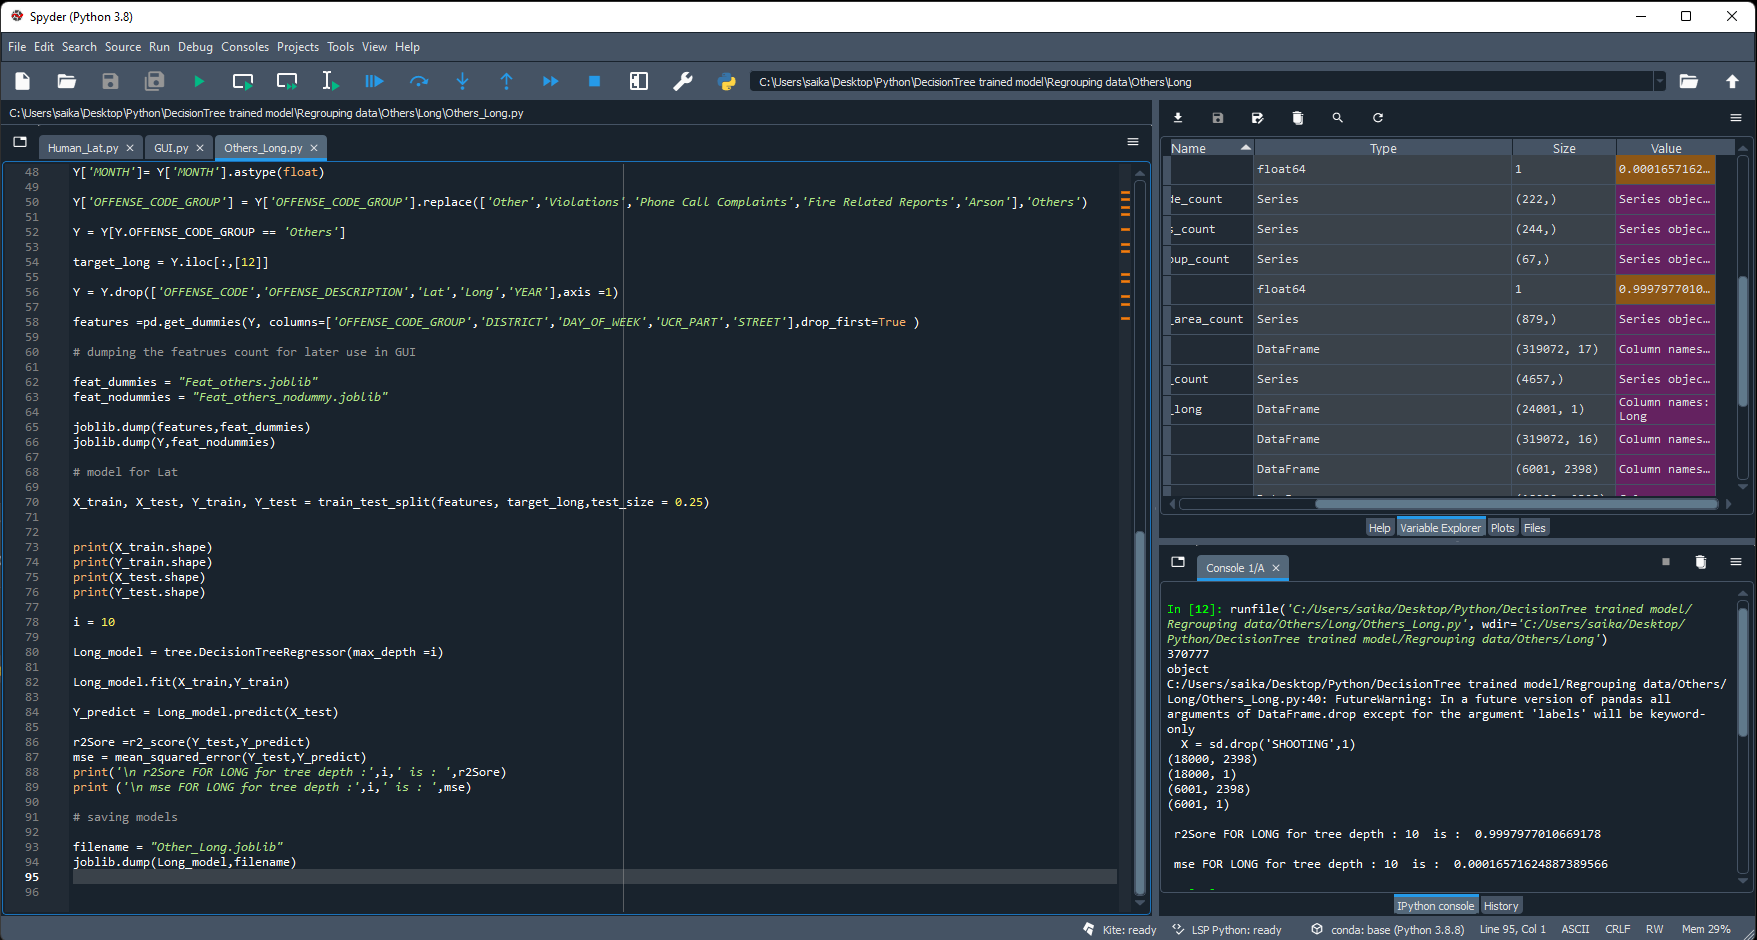 Spyder (Python 3.8)
File Edit Search Source Run Debug Consoles Projects Tools View Help
C:\Users\saika\Desktop\Python\DecisionTree trained model\Regrouping data\Others\Long
C:\Users\saika\Desktop\Python\DecisionTree trained model\Regrouping data\Others\Long\Others_Long.py
Human_Lat.py GUI.py Others_Long.py
48 Y['MONTH']= Y['MONTH'].astype(float)
49
50 Y['OFFENSE_CODE_GROUP'] = Y['OFFENSE_CODE_GROUP'].replace(['Other','Violations','Phone Call Complaints','Fire Related Reports','Arson'],'Others')
51
52 Y = Y[Y.OFFENSE_CODE_GROUP == 'Others']
53
54 target_long = Y.iloc[:,[12]]
55
56 Y = Y.drop(['OFFENSE_CODE','OFFENSE_DESCRIPTION','Lat','Long','YEAR'],axis =1)
57
58 features =pd.get_dummies(Y, columns=['OFFENSE_CODE_GROUP','DISTRICT','DAY_OF_WEEK','UCR_PART','STREET'],drop_first=True )
59
60 # dumping the featrues count for later use in GUI
61
62 feat_dummies = "Feat_others.joblib"
63 feat_nodummies = "Feat_others_nodummy.joblib"
64
65 joblib.dump(features,feat_dummies)
66 joblib.dump(Y,feat_nodummies)
67
68 # model for Lat
69
70 X_train, X_test, Y_train, Y_test = train_test_split(features, target_long,test_size = 0.25)
71
72
73 print(X_train.shape)
74 print(Y_train.shape)
75 print(X_test.shape)
76 print(Y_test.shape)
77
78 i = 10
79
80 Long_model = tree.DecisionTreeRegressor(max_depth =i)
81
82 Long_model.fit(X_train,Y_train)
83
84 Y_predict = Long_model.predict(X_test)
85
86 r2Sore =r2_score(Y_test,Y_predict)
87 mse = mean_squared_error(Y_test,Y_predict)
88 print('\n r2Sore FOR LONG for tree depth :',i,' is : ',r2Sore)
89 print ('\n mse FOR LONG for tree depth :',i,' is : ',mse)
90
91 # saving models
92
93 filename = "Other_Long.joblib"
94 joblib.dump(Long_model,filename)
95
96
Name Type Size Value
float64 1 0.0001657162...
de_count Series (222,) Series objec...
s_count Series (244,) Series objec...
oup_count Series (67,) Series objec...
float64 1 0.9997977010...
_area_count Series (879,) Series objec...
DataFrame (319072, 17) Column names...
_count Series (4657,) Series objec...
_long DataFrame (24001, 1) Column names: Long
DataFrame (319072, 16) Column names...
DataFrame (6001, 2398) Column names...
Help Variable Explorer Plots Files
Console 1/A
In [12]: runfile('C:/Users/saika/Desktop/Python/DecisionTree trained model/
Regrouping data/Others/Long/Others_Long.py', wdir='C:/Users/saika/Desktop/
Python/DecisionTree trained model/Regrouping data/Others/Long')
370777
object
C:/Users/saika/Desktop/Python/DecisionTree trained model/Regrouping data/Others/
Long/Others_Long.py:40: FutureWarning: In a future version of pandas all
arguments of DataFrame.drop except for the argument 'labels' will be keyword-
only
X = sd.drop('SHOOTING',1)
(18000, 2398)
(18000, 1)
(6001, 2398)
(6001, 1)
r2Sore FOR LONG for tree depth : 10 is : 0.9997977010669178
mse FOR LONG for tree depth : 10 is : 0.00016571624887389566
IPython console History
Kite: ready LSP Python: ready conda: base (Python 3.8.8) Line 95, Col 1 ASCII CRLF RW Mem 29%